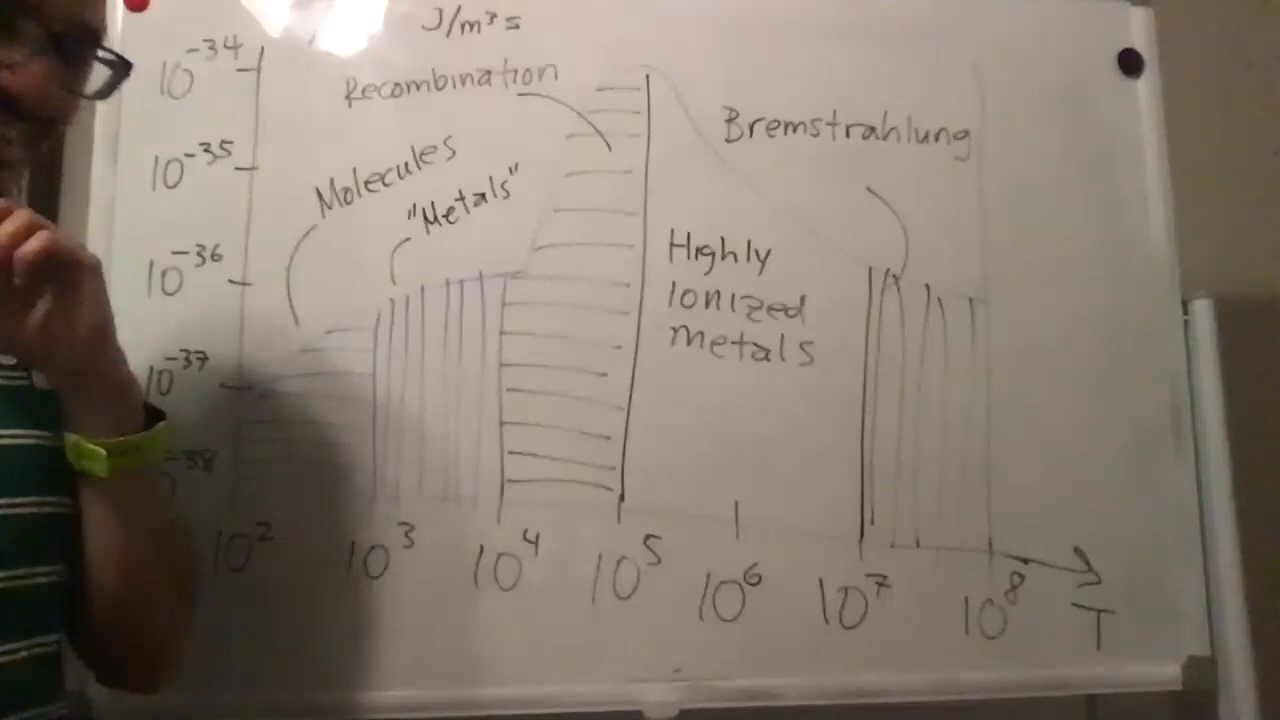 J/m³s
10⁻³⁴
Recombination
Bremstrahlung
10⁻³⁵
Molecules
"Metals"
10⁻³⁶
Highly
Ionized
Metals
10⁻³⁷
⁻³⁸
10² 10³ 10⁴ 10⁵ 10⁶ 10⁷ 10⁸ T